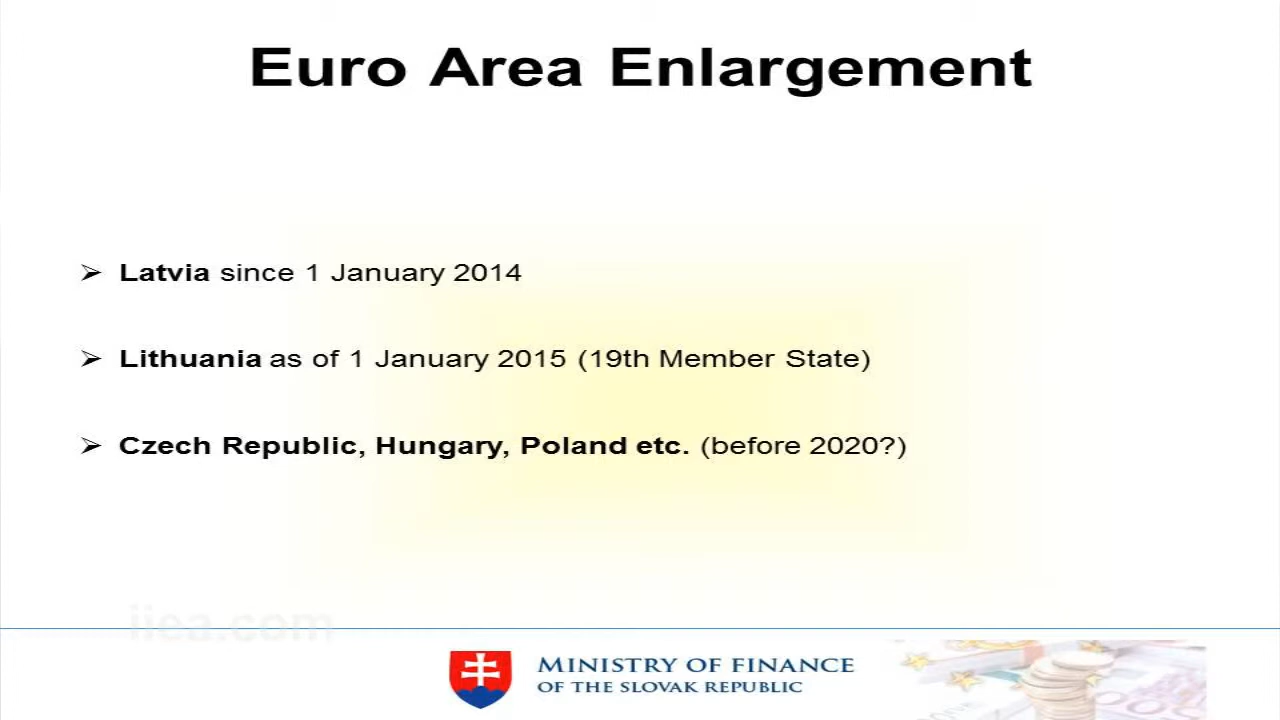 Euro Area Enlargement
➢ Latvia since 1 January 2014
➢ Lithuania as of 1 January 2015 (19th Member State)
➢ Czech Republic, Hungary, Poland etc. (before 2020?)
iiea.com
MINISTRY OF FINANCE
OF THE SLOVAK REPUBLIC